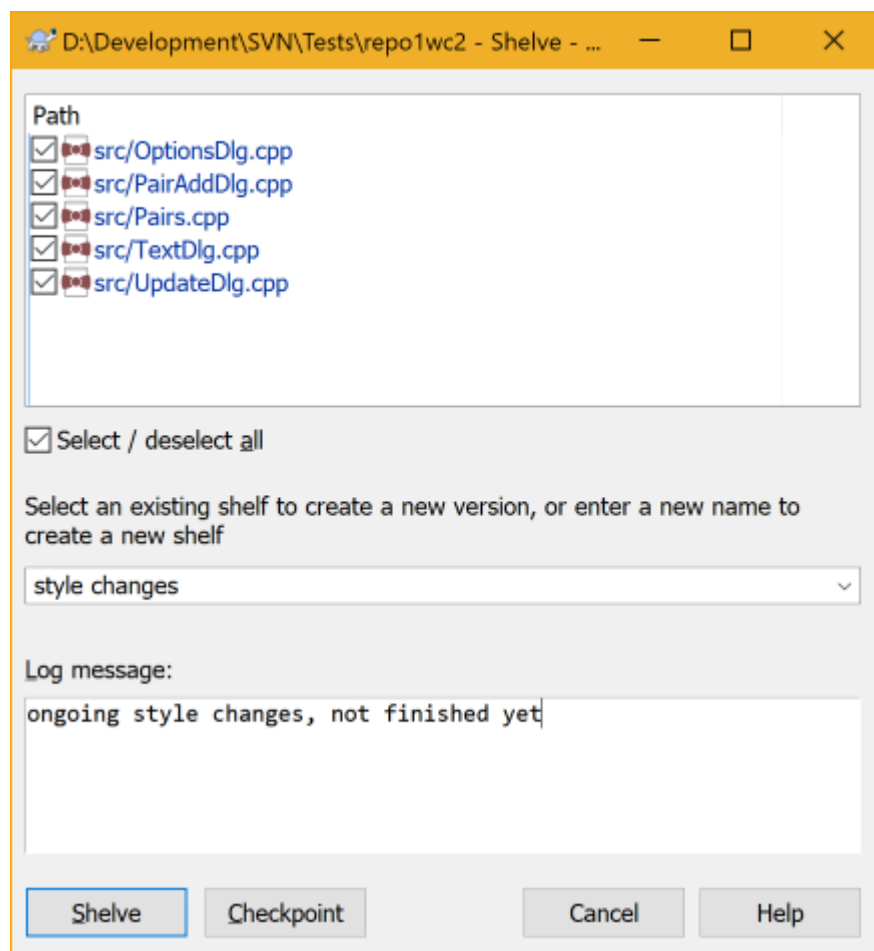 D:\Development\SVN\Tests\repo1wc2 - Shelve - ...
Path
src/OptionsDlg.cpp
src/PairAddDlg.cpp
src/Pairs.cpp
src/TextDlg.cpp
src/UpdateDlg.cpp
Select / deselect all
Select an existing shelf to create a new version, or enter a new name to
create a new shelf
style changes
Log message:
ongoing style changes, not finished yet
Shelve Checkpoint Cancel Help